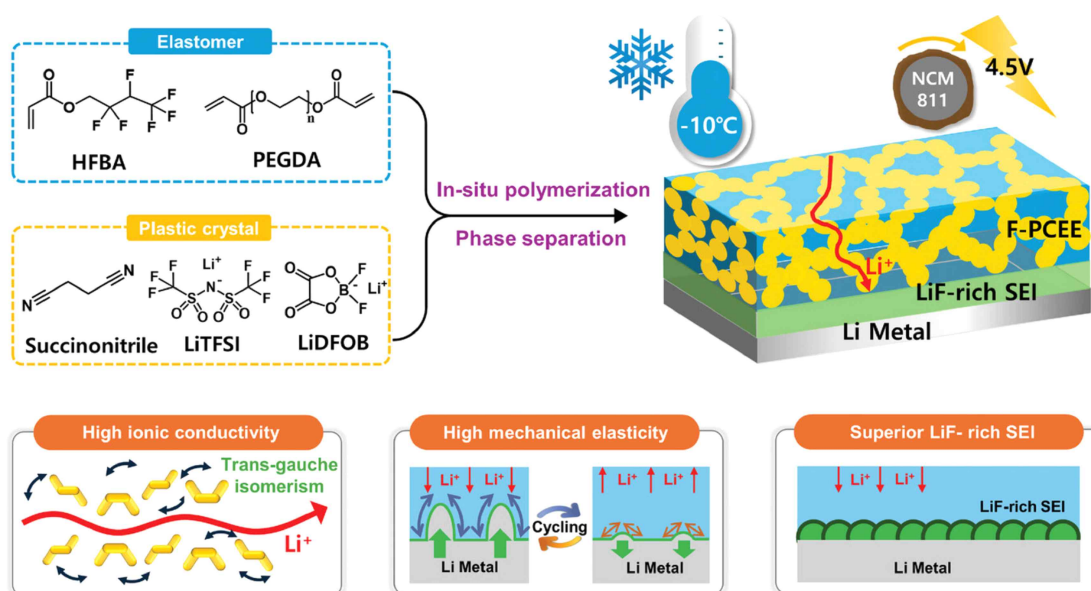 Elastomer
O
O
F
F
F
F
F
F
F
HFBA
O
O
O
n
O
PEGDA
Plastic crystal
N
N
Succinonitrile
Li⁺
F
F
F
S
N⁻
S
F
F
F
O
O
O
O
LiTFSI
O
O
O
O
B⁻
F
F
Li⁺
LiDFOB
In-situ polymerization
Phase separation
-10℃
NCM
811
4.5V
F-PCEE
Li⁺
LiF-rich SEI
Li Metal
High ionic conductivity
Trans-gauche
isomerism
Li⁺
High mechanical elasticity
Li⁺
Li⁺
Cycling
Li Metal
Li Metal
Superior LiF- rich SEI
Li⁺ Li⁺
LiF-rich SEI
Li Metal